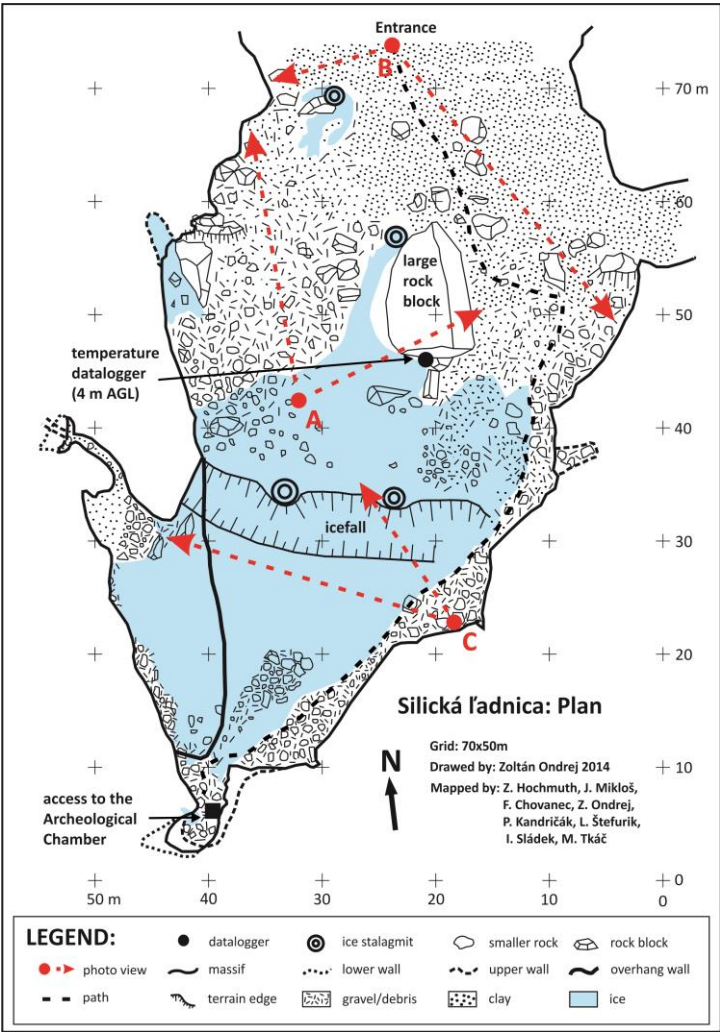 Entrance
B
70 m
60
large
rock
block
50
temperature
datalogger
(4 m AGL)
A
40
icefall
30
C
20
Silická ľadnica: Plan
Grid: 70x50m
N
Drawed by: Zoltán Ondrej 2014
10
Mapped by: Z. Hochmuth, J. Mikloš,
F. Chovanec, Z. Ondrej,
P. Kandričák, L. Štefurik,
I. Sládek, M. Tkáč
access to the
Archeological
Chamber
0
50 m
40
30
20
10
0
LEGEND:
datalogger
ice stalagmit
smaller rock
rock block
photo view
massif
lower wall
upper wall
overhang wall
path
terrain edge
gravel/debris
clay
ice